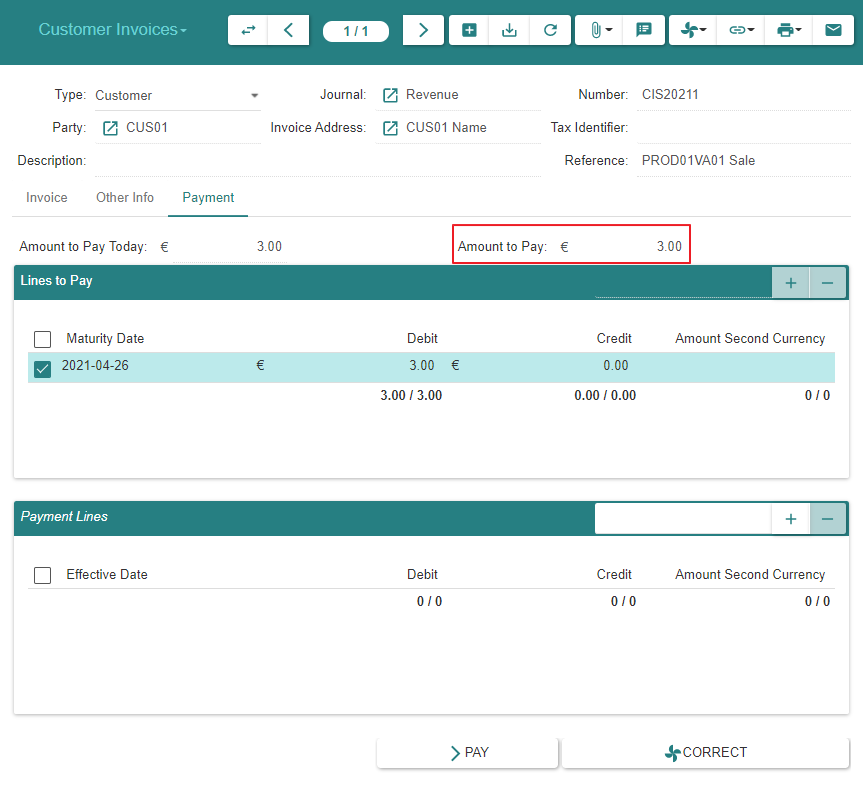 Customer Invoices
1 / 1
Type: Customer Journal: Revenue Number: CIS20211
Party: CUS01 Invoice Address: CUS01 Name Tax Identifier:
Description: Reference: PROD01VA01 Sale
Invoice Other Info Payment
Amount to Pay Today: € 3.00 Amount to Pay: € 3.00
Lines to Pay
Maturity Date Debit Credit Amount Second Currency
2021-04-26 € 3.00 € 0.00
3.00 / 3.00 0.00 / 0.00 0 / 0
Payment Lines
Effective Date Debit Credit Amount Second Currency
0 / 0 0 / 0 0 / 0
PAY CORRECT